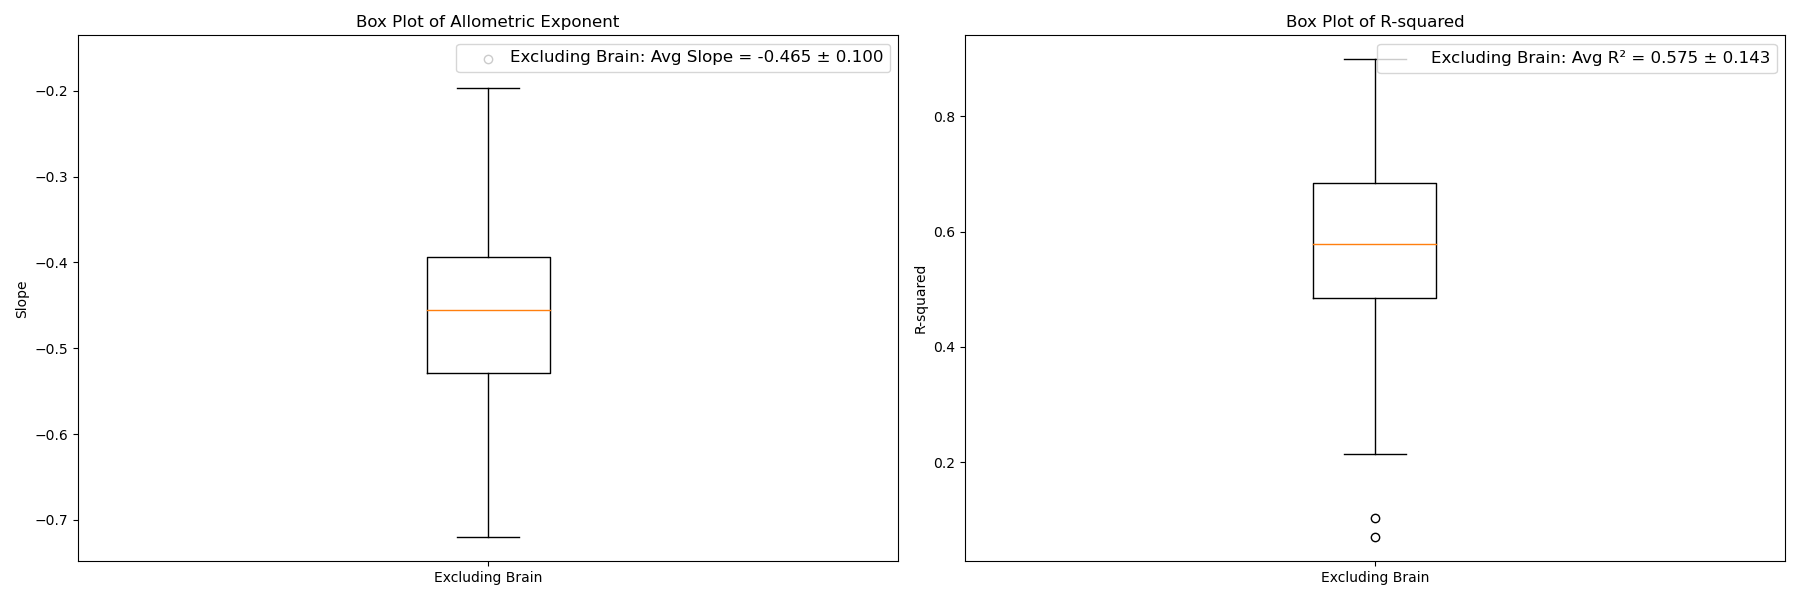 Box Plot of Allometric Exponent
Excluding Brain: Avg Slope = -0.465 ± 0.100
−0.2
−0.3
−0.4
−0.5
−0.6
−0.7
Slope
Excluding Brain
Box Plot of R-squared
Excluding Brain: Avg R² = 0.575 ± 0.143
0.8
0.6
0.4
0.2
R-squared
Excluding Brain